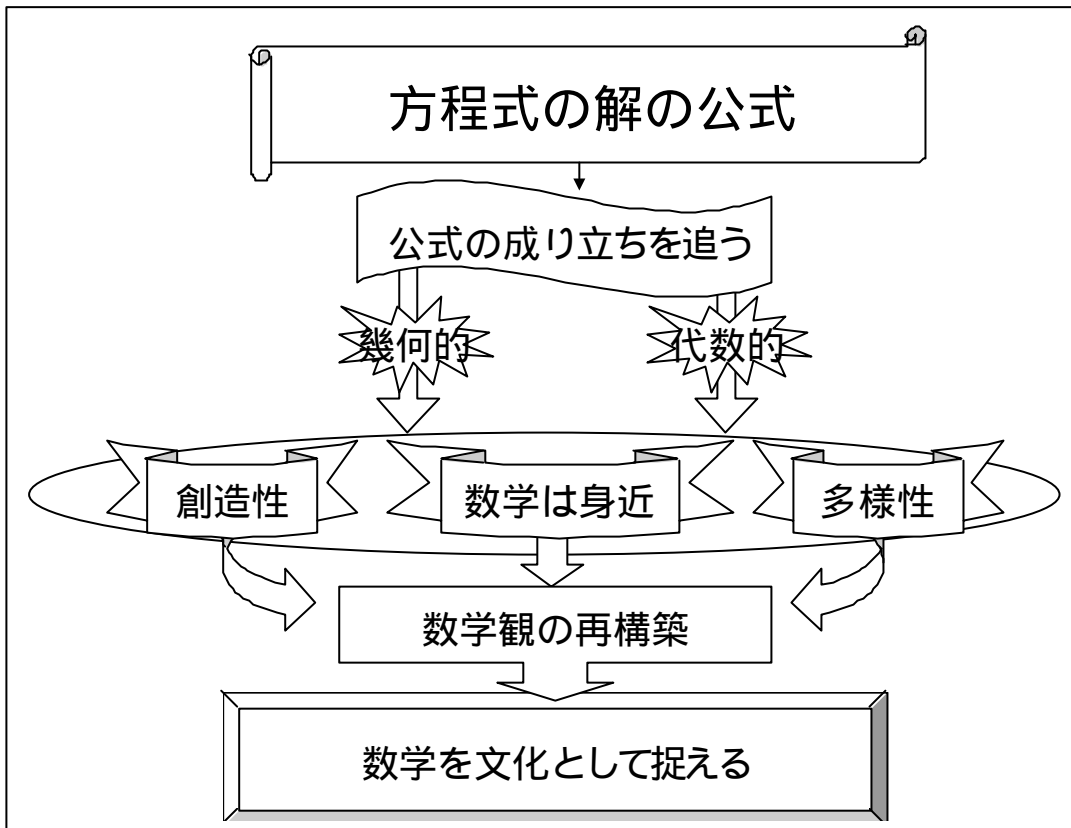 方程式の解の公式
公式の成り立ちを追う
幾何的
代数的
創造性
数学は身近
多様性
数学観の再構築
数学を文化として捉える